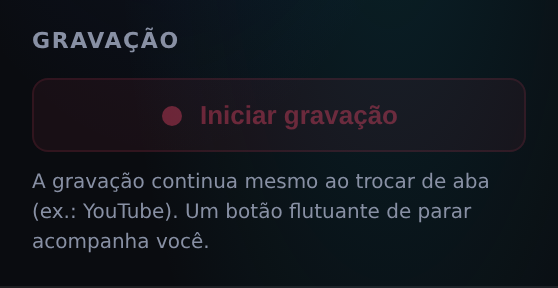 GRAVAÇÃO
Iniciar gravação
A gravação continua mesmo ao trocar de aba
(ex.: YouTube). Um botão flutuante de parar
acompanha você.